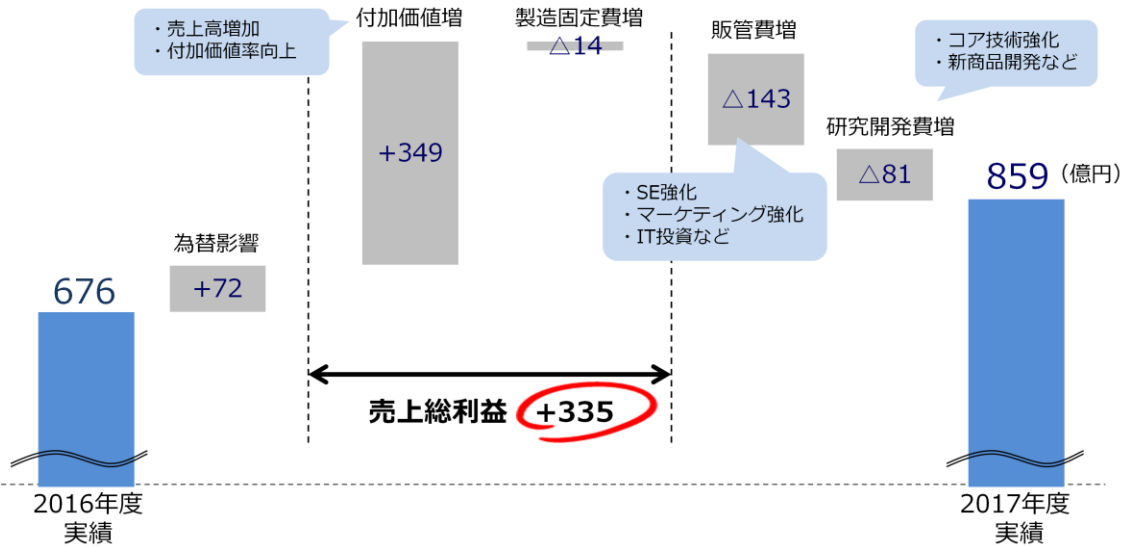 ・売上高増加
・付加価値率向上
付加価値増
+349
製造固定費増
△14
販管費増
△143
・コア技術強化
・新商品開発など
研究開発費増
△81
・SE強化
・マーケティング強化
・IT投資など
859（億円）
為替影響
+72
676
売上総利益 +335
2016年度
実績
2017年度
実績